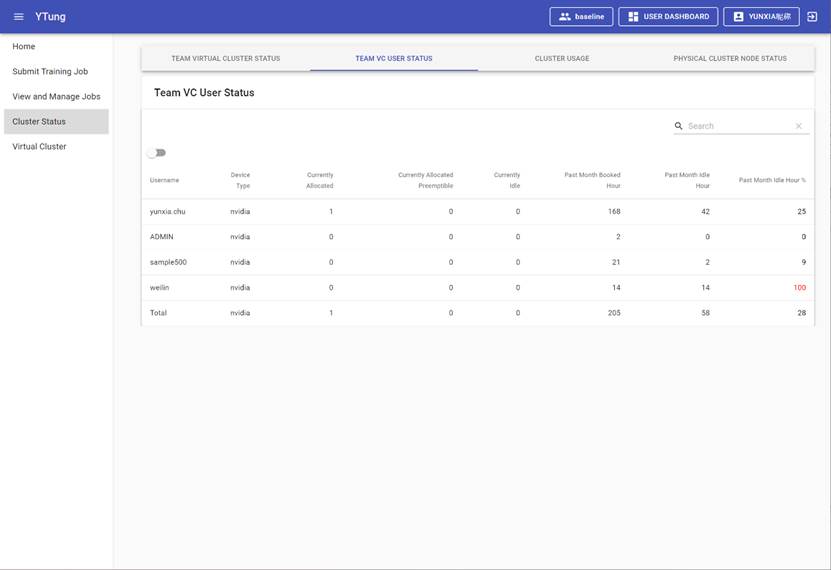 YTung
baseline
USER DASHBOARD
YUNXIA昵称
Home
Submit Training Job
View and Manage Jobs
Cluster Status
Virtual Cluster
TEAM VIRTUAL CLUSTER STATUS
TEAM VC USER STATUS
CLUSTER USAGE
PHYSICAL CLUSTER NODE STATUS
Team VC User Status
Search
Username Device Type Currently Allocated Currently Allocated Preemptible Currently Idle Past Month Booked Hour Past Month Idle Hour Past Month Idle Hour %
yunxia.chu nvidia 1 0 0 168 42 25
ADMIN nvidia 0 0 0 2 0 0
sample500 nvidia 0 0 0 21 2 9
weilin nvidia 0 0 0 14 14 100
Total nvidia 1 0 0 205 58 28